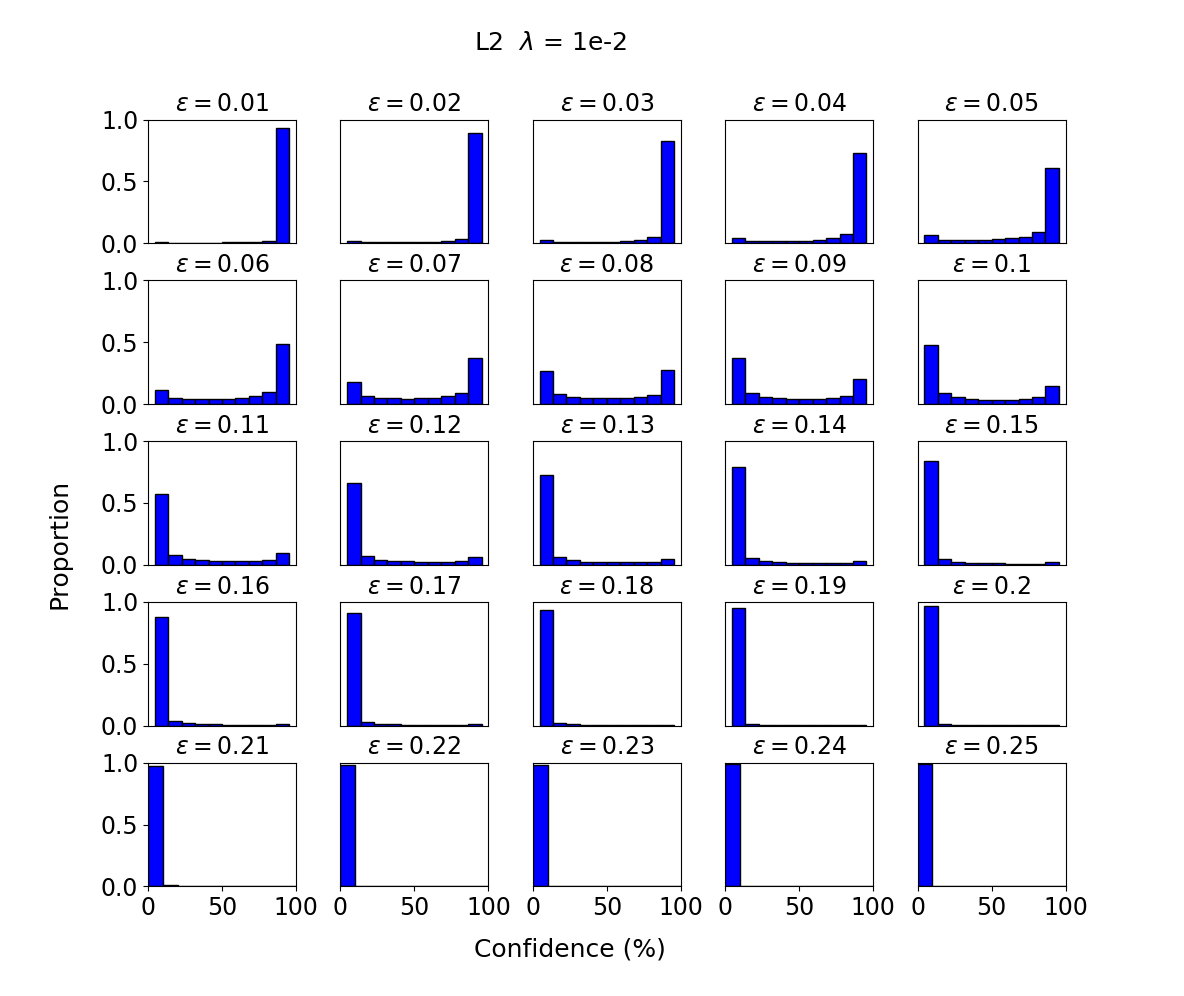 L2 λ = 1e-2
ε = 0.01 ε = 0.02 ε = 0.03 ε = 0.04 ε = 0.05
1.0
0.5
0.0
ε = 0.06 ε = 0.07 ε = 0.08 ε = 0.09 ε = 0.1
1.0
0.5
0.0
ε = 0.11 ε = 0.12 ε = 0.13 ε = 0.14 ε = 0.15
1.0
0.5
0.0
Proportion
ε = 0.16 ε = 0.17 ε = 0.18 ε = 0.19 ε = 0.2
1.0
0.5
0.0
ε = 0.21 ε = 0.22 ε = 0.23 ε = 0.24 ε = 0.25
1.0
0.5
0.0
0 50 100 0 50 100 0 50 100 0 50 100 0 50 100
Confidence (%)